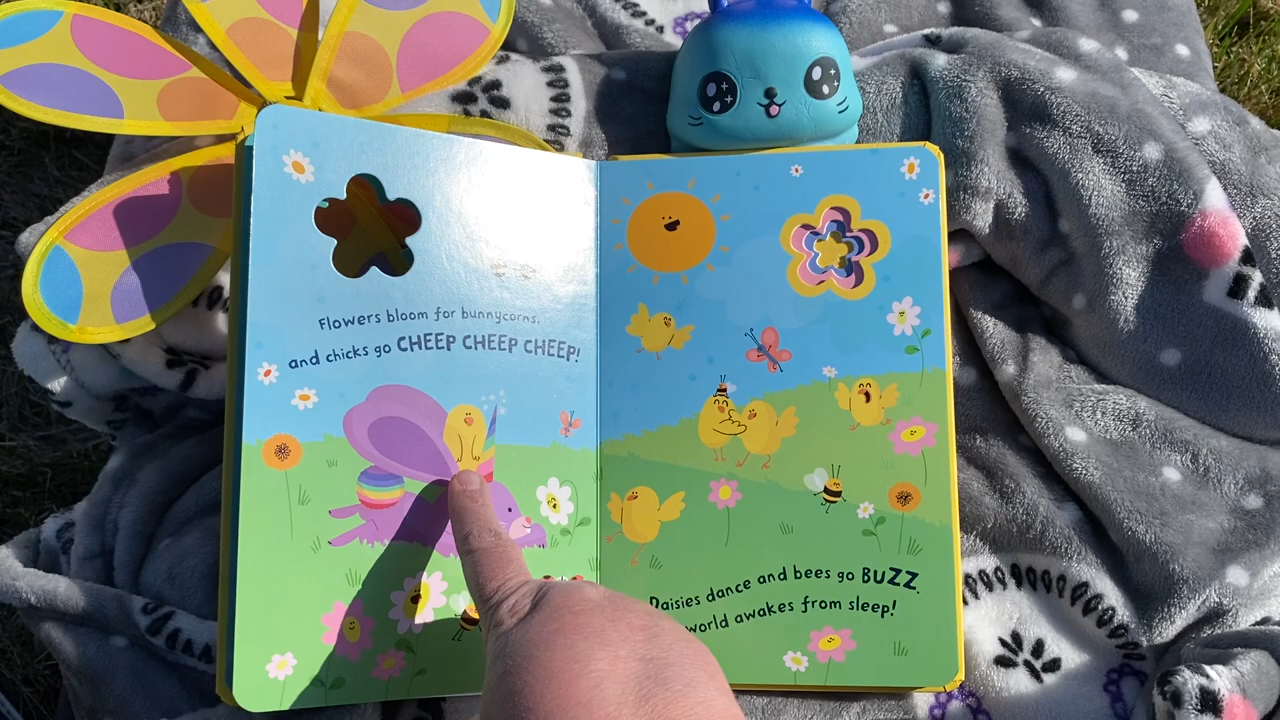 Flowers bloom for bunnycorns,
and chicks go CHEEP CHEEP CHEEP!
Daisies dance and bees go BUZZ.
world awakes from sleep!